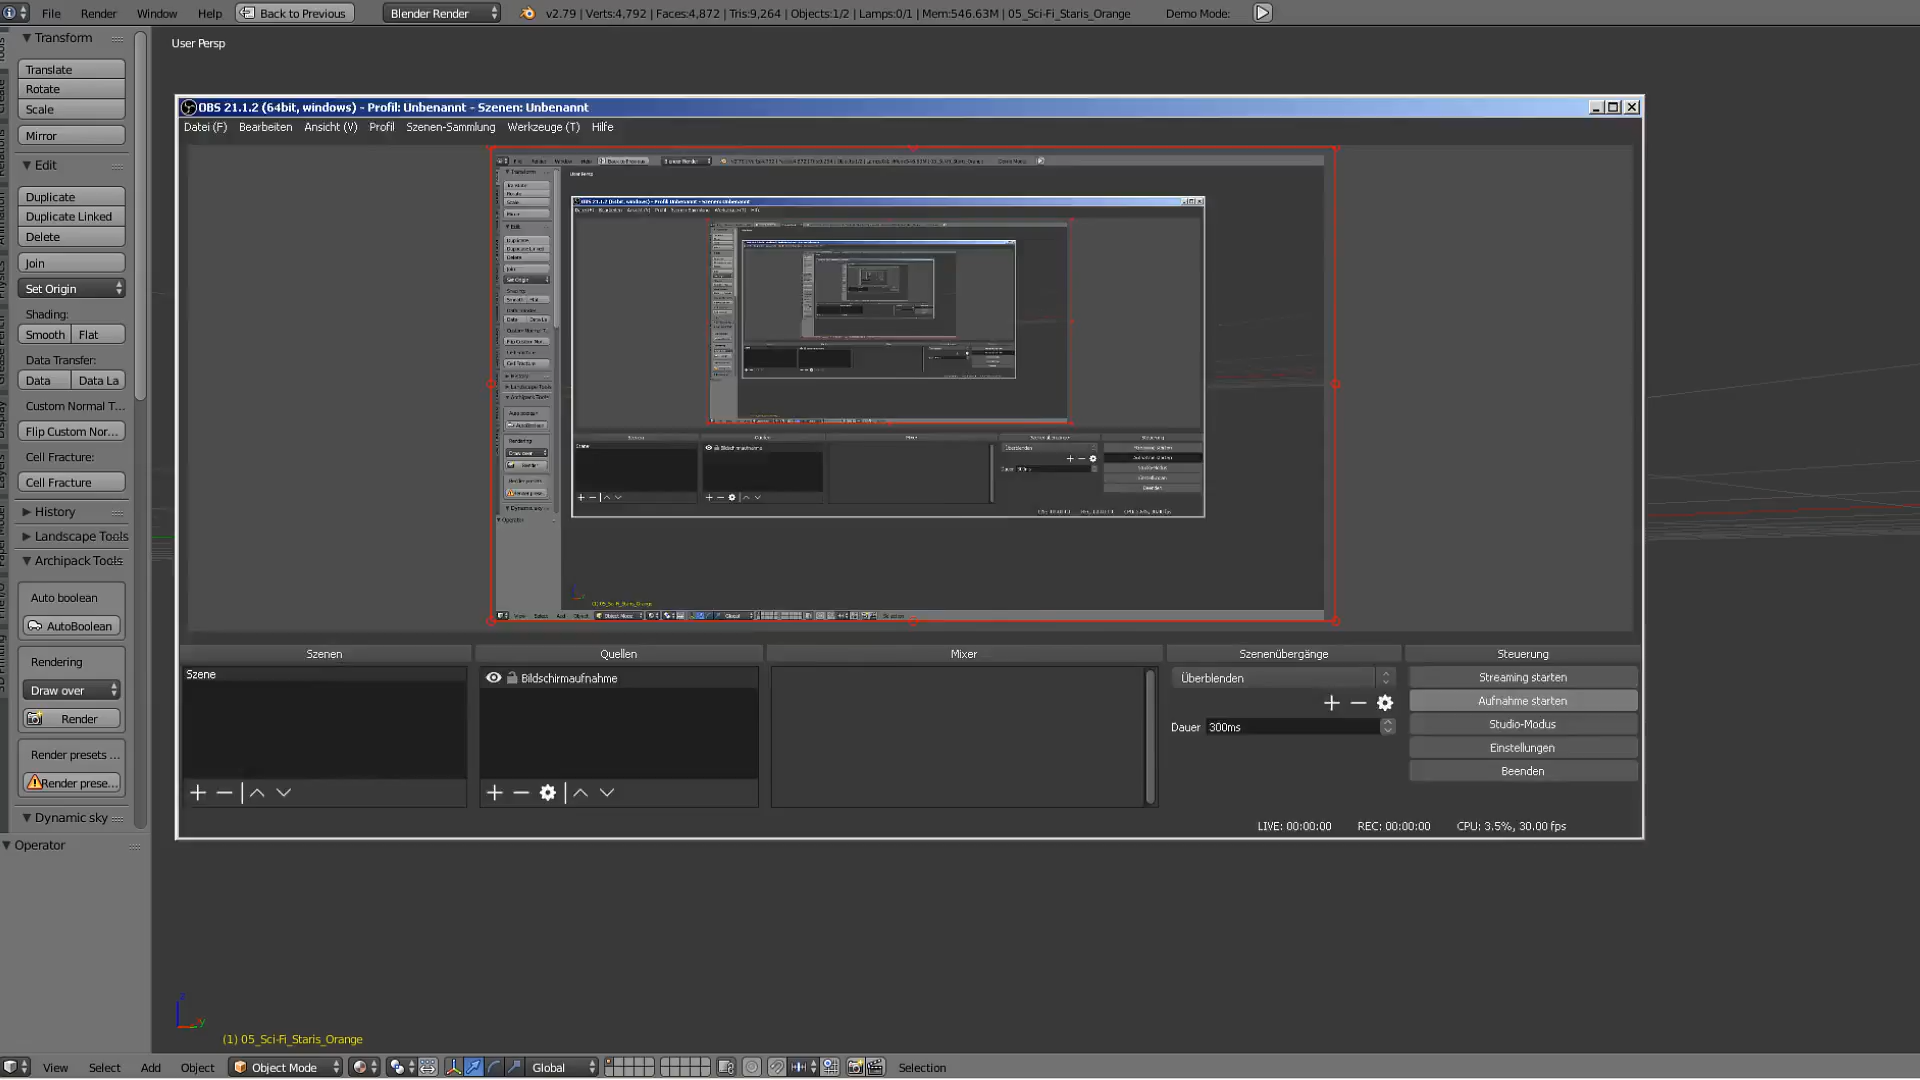 File Render Window Help Back to Previous Blender Render v2.79 | Verts:4,792 | Faces:4,872 | Tris:9,264 | Objects:1/2 | Lamps:0/1 | Mem:546.63M | 05_Sci-Fi_Staris_Orange Demo Mode:
Transform
User Persp
Translate
Rotate
Scale
Mirror
Edit
Duplicate
Duplicate Linked
Delete
Join
Set Origin
Shading:
Smooth Flat
Data Transfer:
Data Data La
Custom Normal T...
Flip Custom Nor...
Cell Fracture:
Cell Fracture
History
Landscape Tools
Archipack Tools
Auto boolean
AutoBoolean
Rendering
Draw over
Render
Render presets ...
Render prese...
Dynamic sky
Operator
OBS 21.1.2 (64bit, windows) - Profil: Unbenannt - Szenen: Unbenannt
Datei (F) Bearbeiten Ansicht (V) Profil Szenen-Sammlung Werkzeuge (T) Hilfe
Szenen Quellen Mixer Szenenübergänge Steuerung
Szene
Bildschirmaufnahme
Überblenden
Dauer 300ms
Streaming starten
Aufnahme starten
Studio-Modus
Einstellungen
Beenden
LIVE: 00:00:00 REC: 00:00:00 CPU: 3.5%, 30.00 fps
(1) 05_Sci-Fi_Staris_Orange
View Select Add Object Object Mode Global Selection